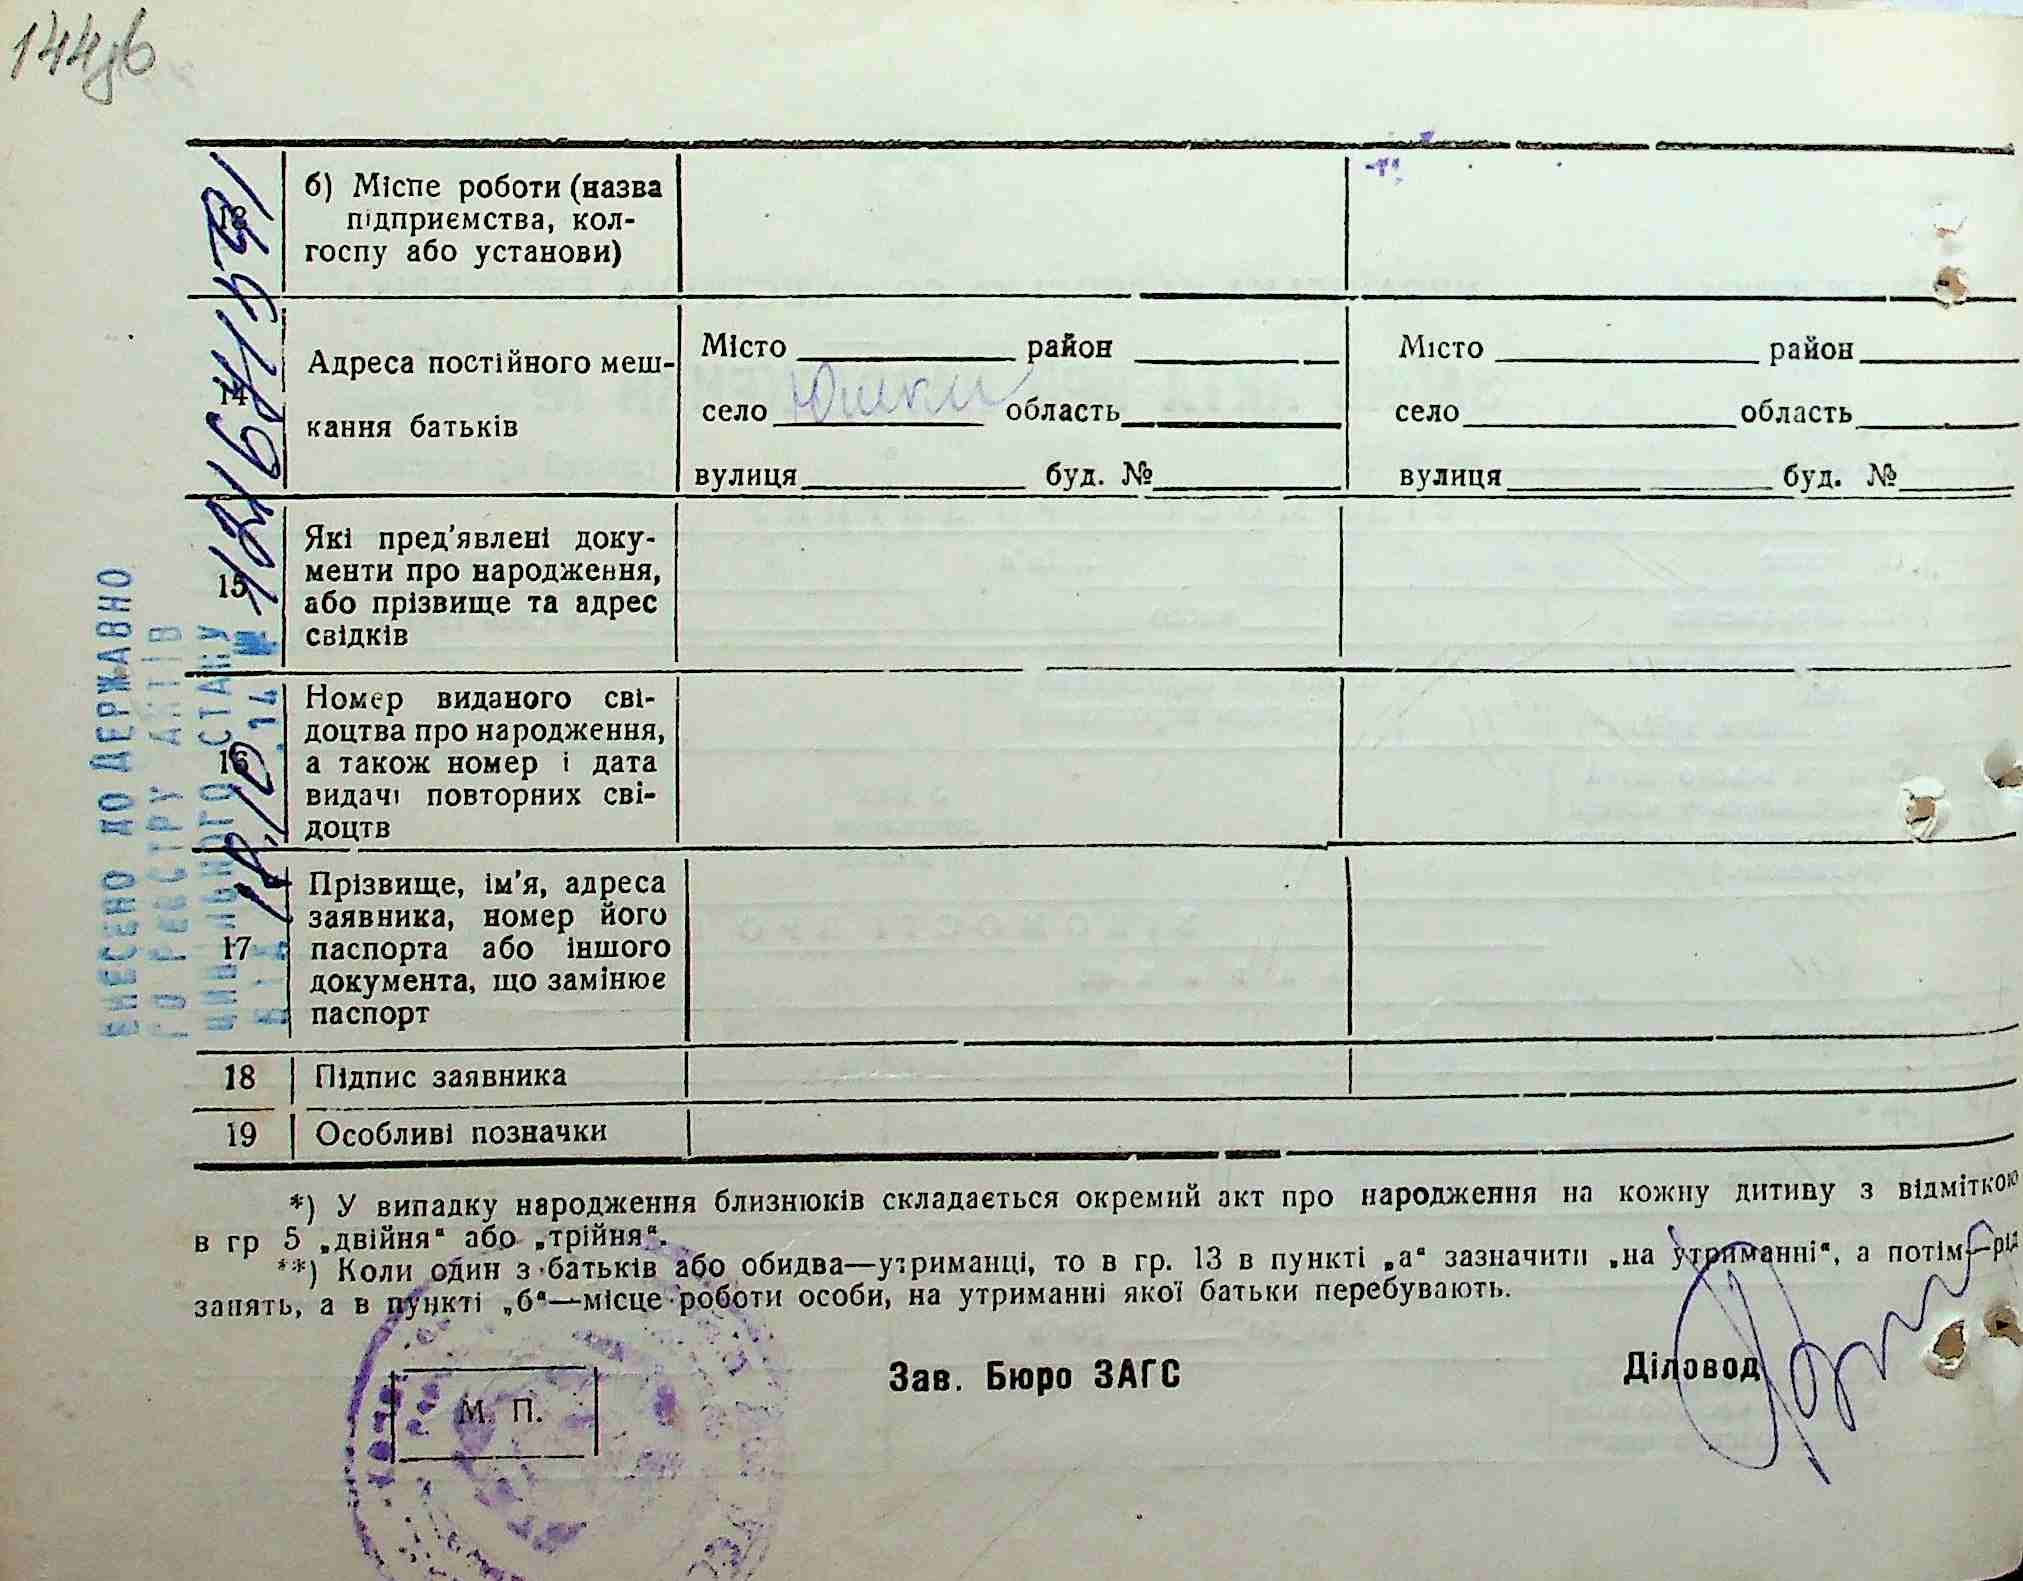 13
б) Місце роботи (назва
підприємства, кол-
госпу або установи)
14
Адреса постійного меш-
кання батьків
Місто район
село Юшки область
вулиця буд. №
Місто район
село область
вулиця буд. №
15
Які пред'явлені доку-
менти про народження,
або прізвище та адрес
свідків
16
Номер виданого сві-
доцтва про народження,
а також номер і дата
видачі повторних сві-
доцтв
17
Прізвище, ім'я, адреса
заявника, номер його
паспорта або іншого
документа, що замінює
паспорт
18 Підпис заявника
19 Особливі позначки
ВНЕСЕНО ДО ДЕРЖАВНО
ГО РЕЄСТРУ АКТІВ
ЦИВІЛЬНОГО СТАНУ
ВІД .14 №
*) У випадку народження близнюків складається окремий акт про народження на кожну дитину з відміткою
в гр 5 „двійня“ або „трійня“.
**) Коли один з батьків або обидва—утриманці, то в гр. 13 в пункті „а“ зазначити „на утриманні“, а потім—рід
занять, а в пункті „б“—місце роботи особи, на утриманні якої батьки перебувають.
М. П.
Зав. Бюро ЗАГС
Діловод